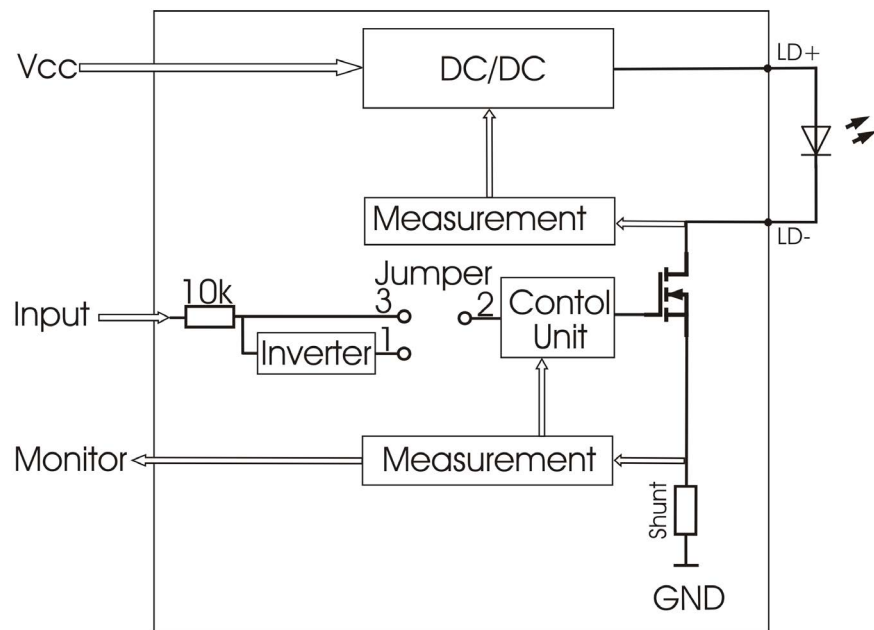 Vcc
DC/DC
LD+
Measurement
LD-
Jumper
10k
3
Input
2
Contol
Unit
1
Inverter
Monitor
Measurement
Shunt
GND